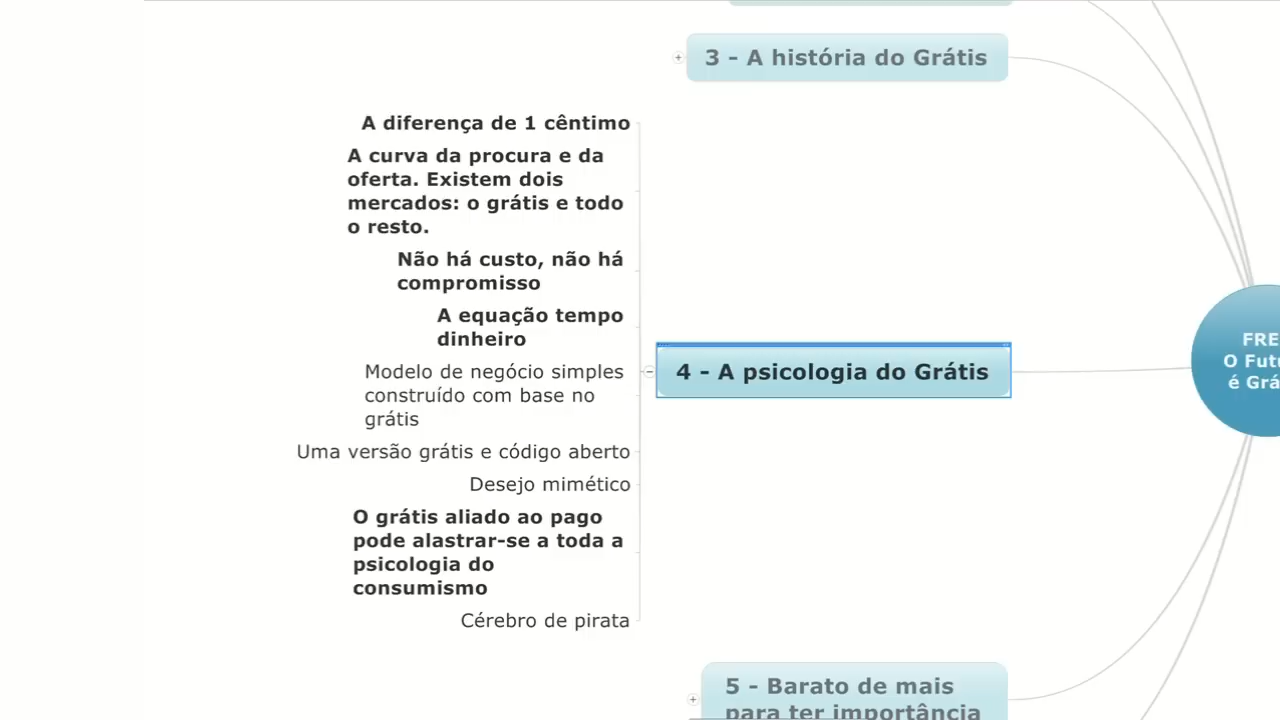 3 - A história do Grátis
A diferença de 1 cêntimo
A curva da procura e da
oferta. Existem dois
mercados: o grátis e todo
o resto.
Não há custo, não há
compromisso
A equação tempo
dinheiro
Modelo de negócio simples
construído com base no
grátis
Uma versão grátis e código aberto
Desejo mimético
O grátis aliado ao pago
pode alastrar-se a toda a
psicologia do
consumismo
Cérebro de pirata
4 - A psicologia do Grátis
FRE
O Futu
é Grá
5 - Barato de mais
para ter importância